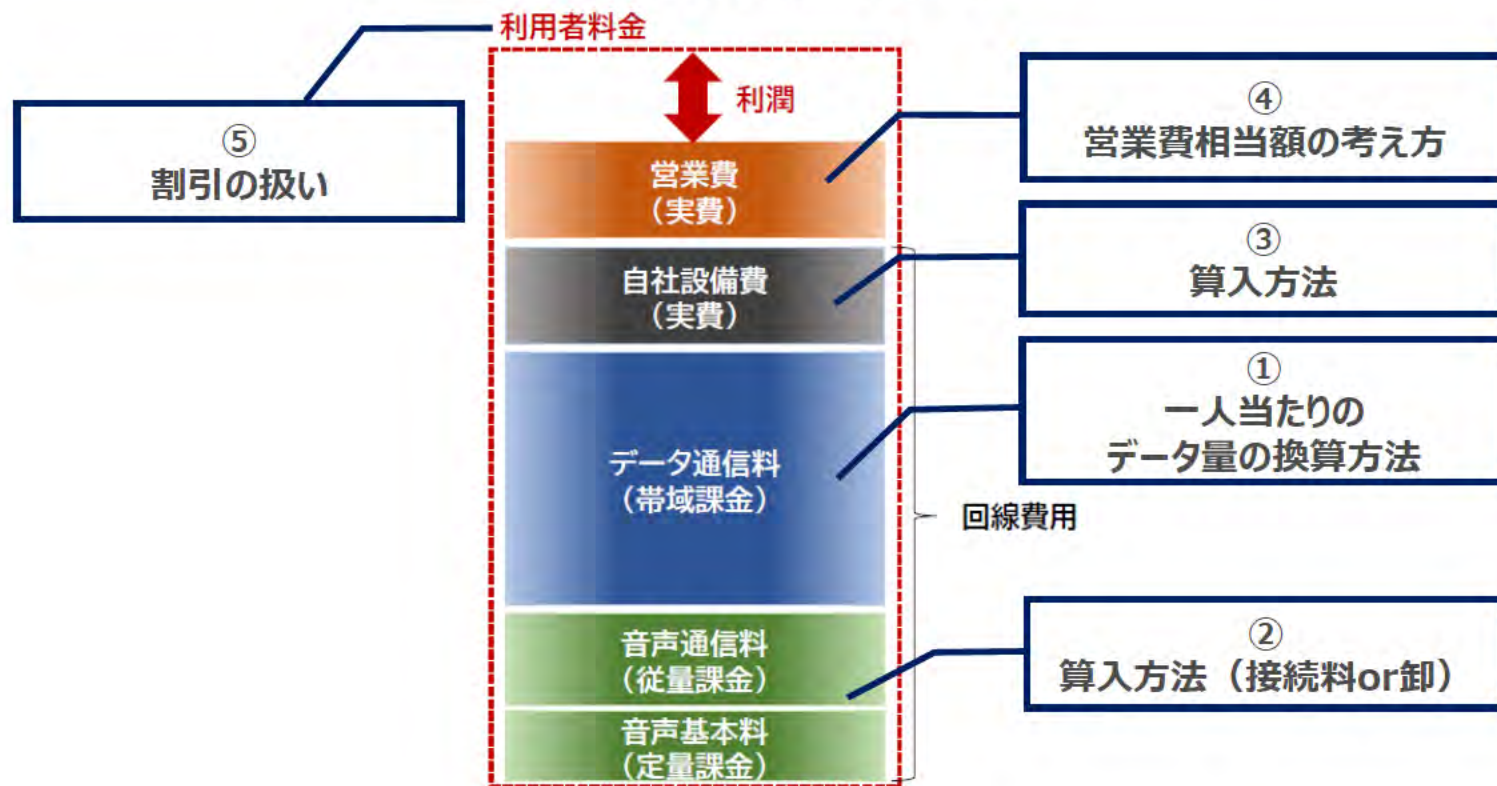 利用者料金
利潤
⑤
割引の扱い
営業費
（実費）
④
営業費相当額の考え方
自社設備費
（実費）
③
算入方法
データ通信料
（帯域課金）
①
一人当たりの
データ量の換算方法
回線費用
音声通信料
（従量課金）
②
算入方法（接続料or卸）
音声基本料
（定量課金）